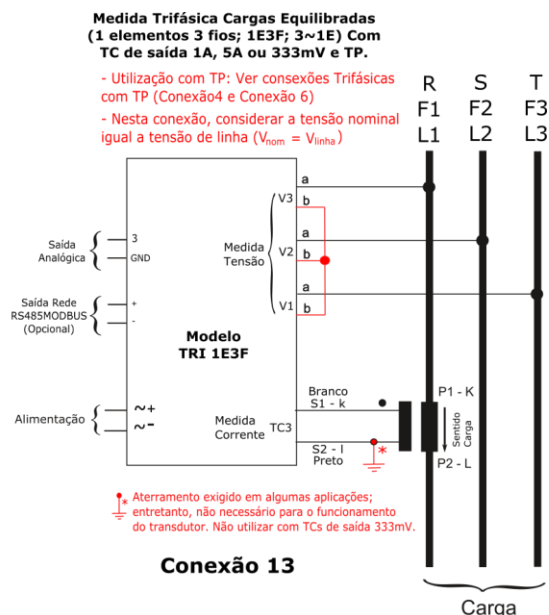 Medida Trifásica Cargas Equilibradas
(1 elementos 3 fios; 1E3F; 3~1E) Com
TC de saída 1A, 5A ou 333mV e TP.
- Utilização com TP: Ver consexões Trifásicas
com TP (Conexão4 e Conexão 6)
- Nesta conexão, considerar a tensão nominal
igual a tensão de linha (Vnom = Vlinha)
R S T
F1 F2 F3
L1 L2 L3
a
V3
b
a
V2
b
a
V1
b
Medida
Tensão
Saída
Analógica
3
GND
Saída Rede
RS485MODBUS
(Opcional)
+
-
Modelo
TRI 1E3F
Alimentação
~+
~-
Medida
Corrente
TC3
Branco
S1 - k
S2 - l
Preto
*
P1 - K
Sentido
Carga
P2 - L
* Aterramento exigido em algumas aplicações;
entretanto, não necessário para o funcionamento
do transdutor. Não utilizar com TCs de saída 333mV.
Conexão 13
Carga